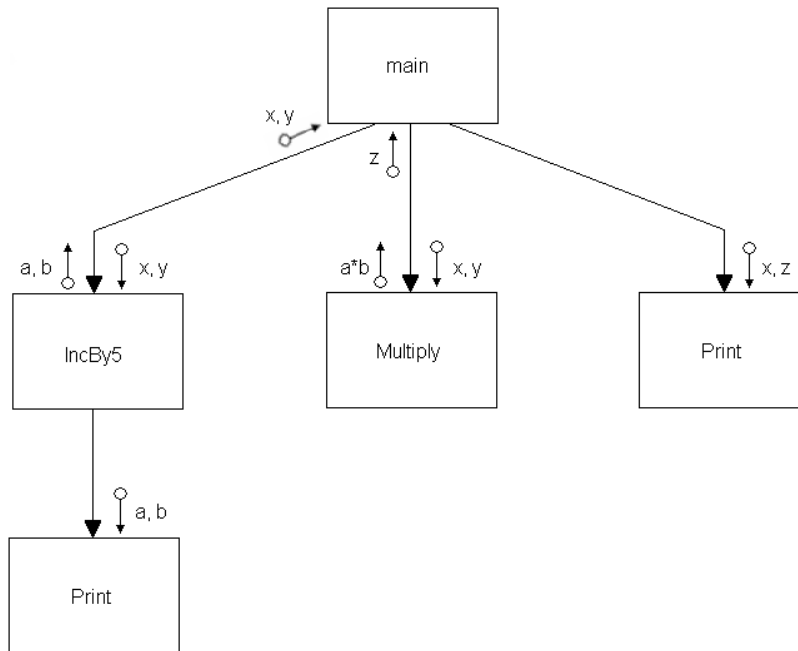 main
x, y
z
a, b
x, y
a*b
x, y
x, z
IncBy5
Multiply
Print
a, b
Print